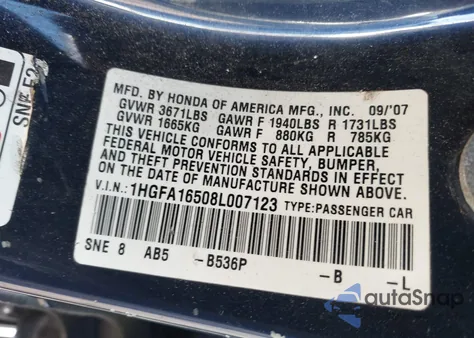 MFD. BY HONDA OF AMERICA MFG., INC. 09/'07
GVWR 3671LBS GAWR F 1940LBS R 1731LBS
GVWR 1665KG GAWR F 880KG R 785KG
THIS VEHICLE CONFORMS TO ALL APPLICABLE
FEDERAL MOTOR VEHICLE SAFETY, BUMPER,
AND THEFT PREVENTION STANDARDS IN EFFECT
ON THE DATE OF MANUFACTURE SHOWN ABOVE.
V.I.N.: 1HGFA16508L007123 TYPE:PASSENGER CAR
SNE 8 AB5 -B536P -B -L
autoSnap